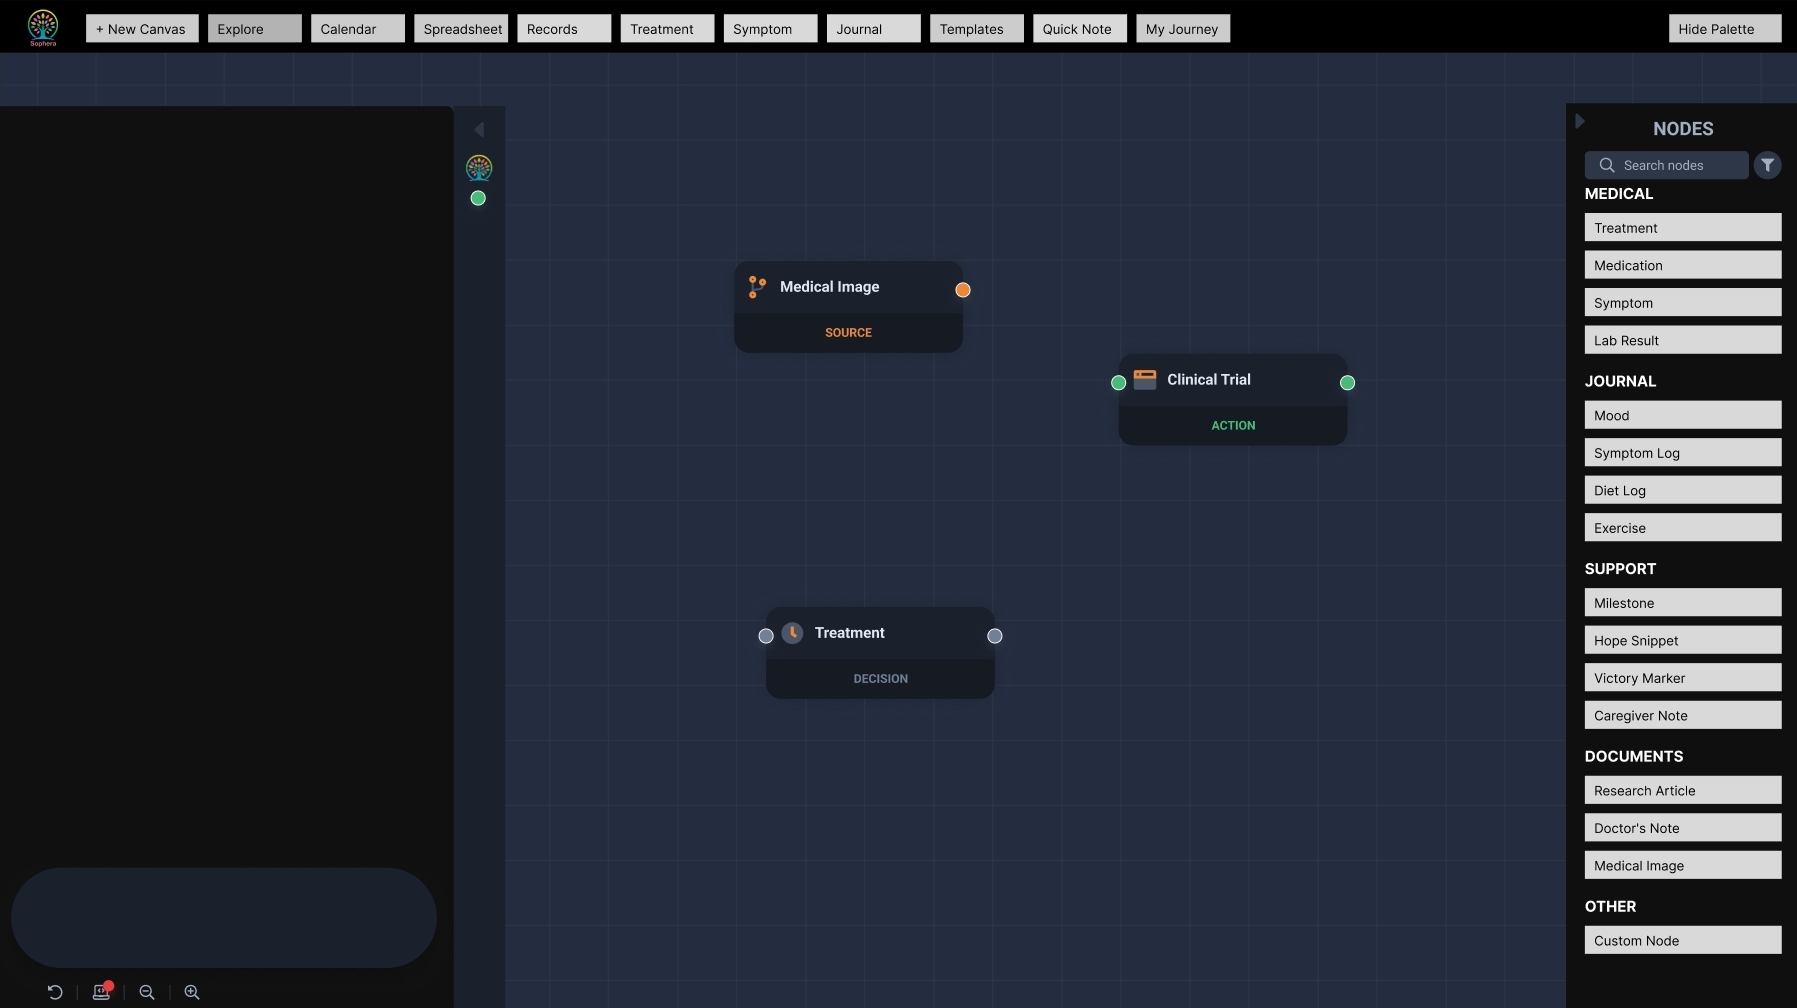 Sophera
+ New Canvas
Explore
Calendar
Spreadsheet
Records
Treatment
Symptom
Journal
Templates
Quick Note
My Journey
Hide Palette
Medical Image
SOURCE
Clinical Trial
ACTION
Treatment
DECISION
NODES
Search nodes
MEDICAL
Treatment
Medication
Symptom
Lab Result
JOURNAL
Mood
Symptom Log
Diet Log
Exercise
SUPPORT
Milestone
Hope Snippet
Victory Marker
Caregiver Note
DOCUMENTS
Research Article
Doctor's Note
Medical Image
OTHER
Custom Node